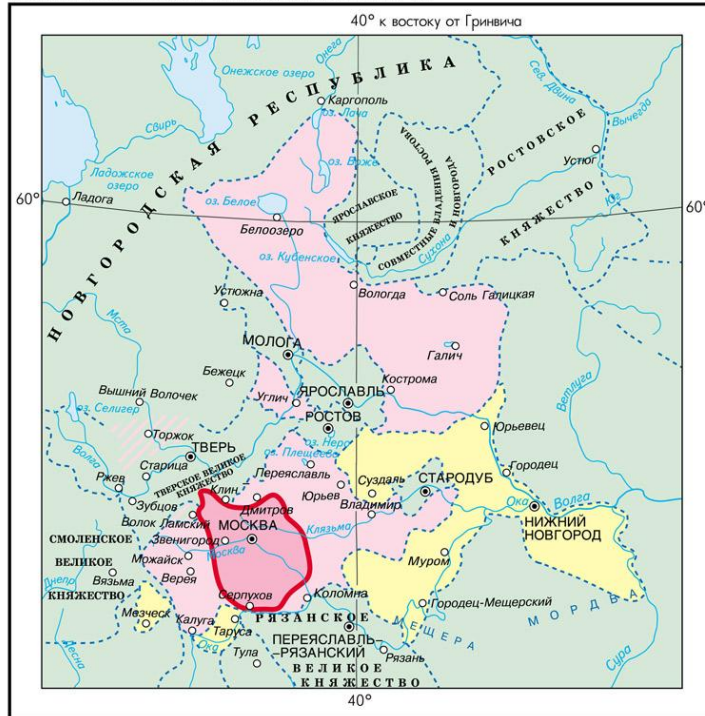 40° к востоку от Гринвича
Онежское озеро
Онега
Сев. Двина
Вычегда
НОВГОРОДСКАЯ РЕСПУБЛИКА
Каргополь
оз. Лача
Свирь
оз. Воже
РОСТОВСКОЕ
КНЯЖЕСТВО
Устюг
Ладожское
озеро
60°
Ладога
оз. Белое
Белоозеро
ЯРОСЛАВСКОЕ
КНЯЖЕСТВО
СОВМЕСТНЫЕ ВЛАДЕНИЯ РОСТОВА
И НОВГОРОДА
Сухона
Юг
60°
оз. Кубенское
Устюжна
Вологда
Соль Галицкая
Мста
МОЛОГА
Галич
Ветлуга
Бежецк
Вышний Волочек
Углич
ЯРОСЛАВЛЬ
Кострома
оз. Селигер
РОСТОВ
Торжок
оз. Неро
Юрьевец
ТВЕРЬ
оз. Плещеево
Волга
Старица
ТВЕРСКОЕ ВЕЛИКОЕ
КНЯЖЕСТВО
Переяславль
Городец
Ржев
Суздаль
СТАРОДУБ
Зубцов
Клин
Юрьев
Ока
Волга
Волок Ламский
Дмитров
Владимир
НИЖНИЙ
НОВГОРОД
МОСКВА
Клязьма
СМОЛЕНСКОЕ
ВЕЛИКОЕ
КНЯЖЕСТВО
Звенигород
Москва
Можайск
Муром
Днепр
Вязьма
Верея
Серпухов
Коломна
Городец-Мещерский
МОРДВА
Мезческ
МЕЩЕРА
Калуга
Таруса
РЯЗАНСКОЕ
ВЕЛИКОЕ
КНЯЖЕСТВО
ПЕРЕЯСЛАВЛЬ–
–РЯЗАНСКИЙ
Десна
Ока
Тула
Рязань
Сура
40°